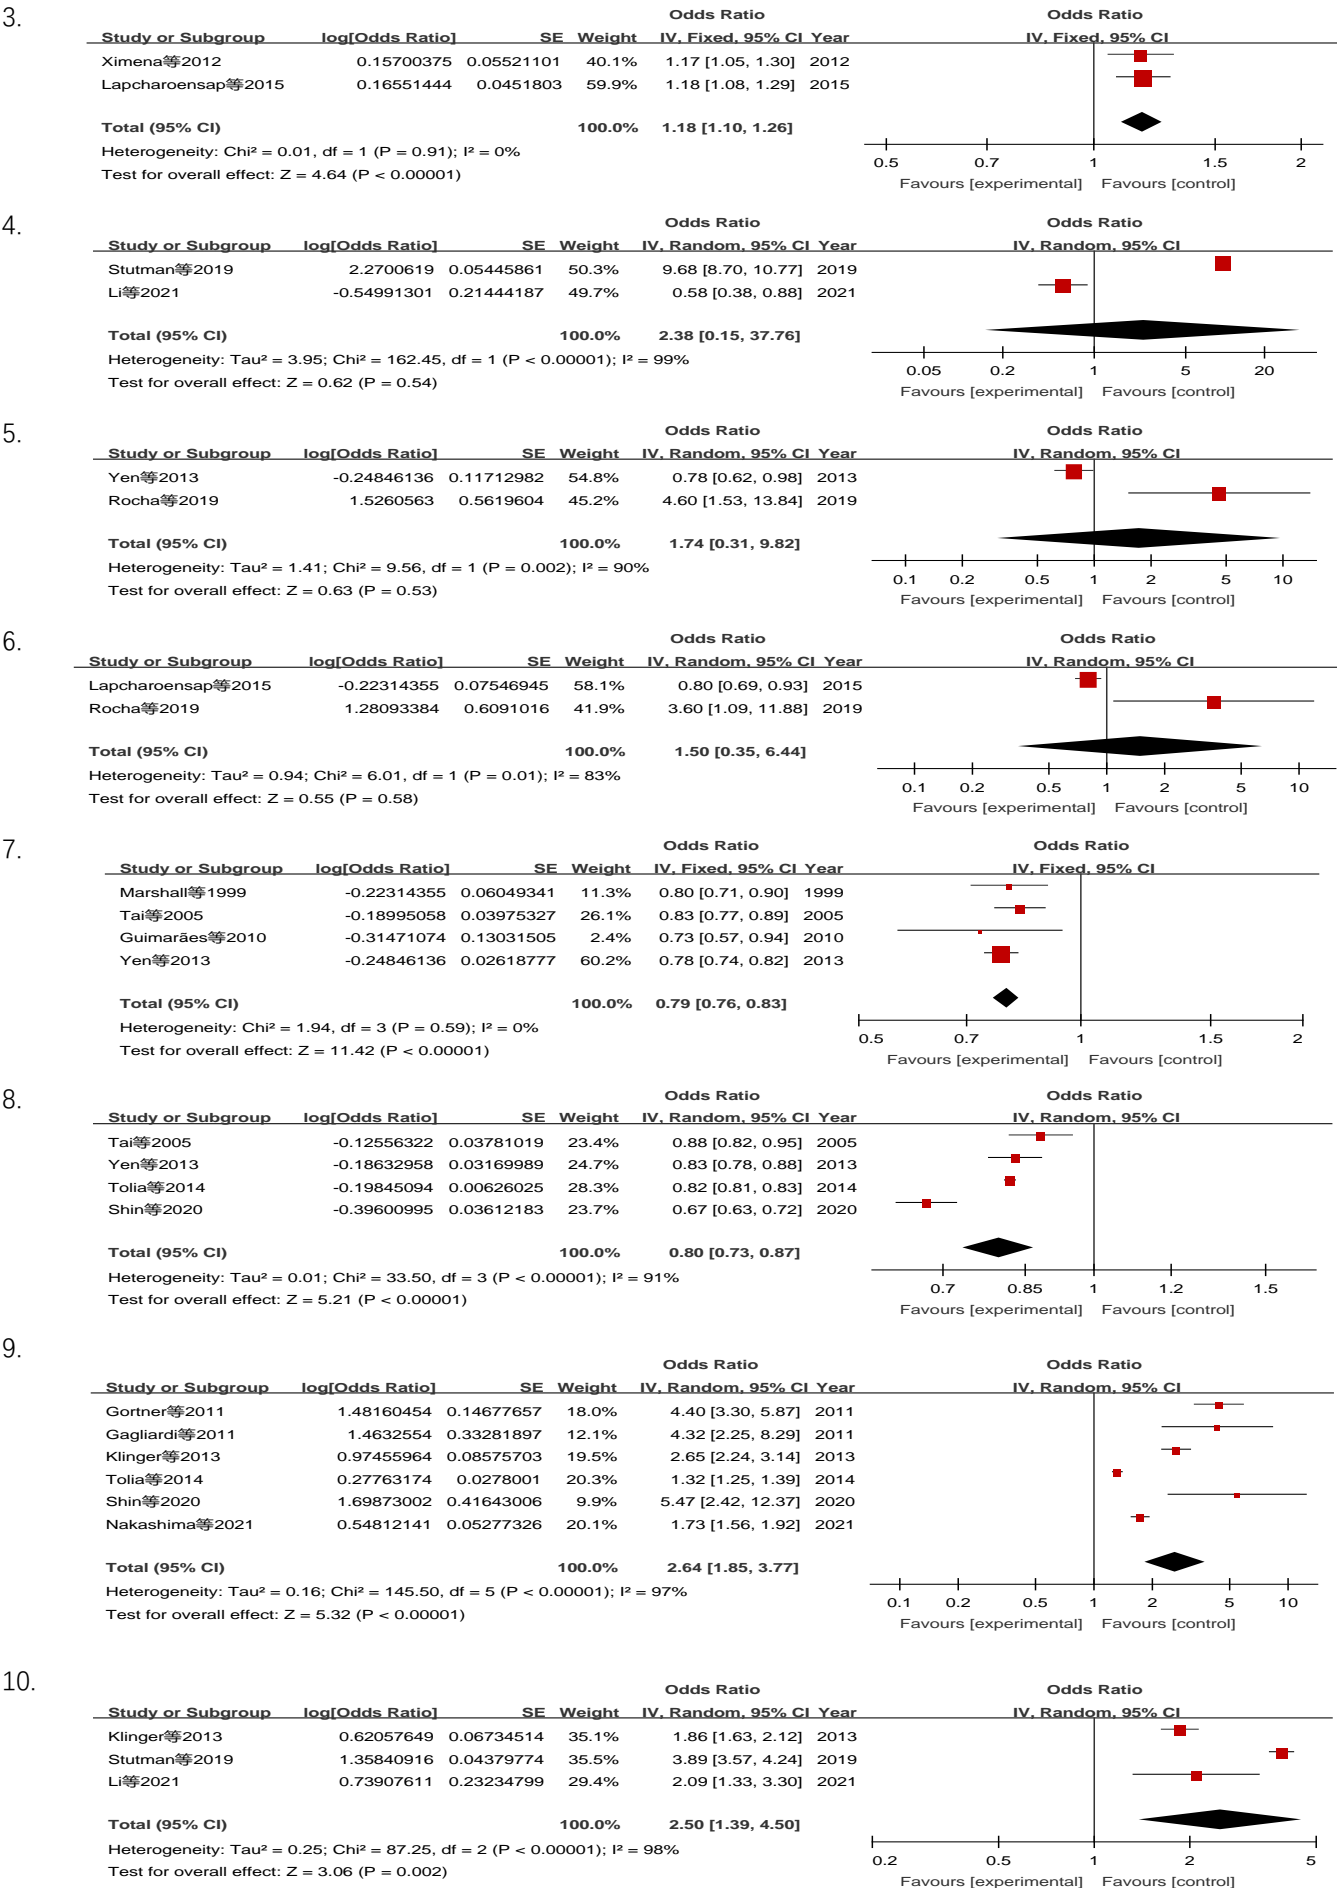 3.
Odds Ratio Odds Ratio
Study or Subgroup log[Odds Ratio] SE Weight IV, Fixed, 95% CI Year IV, Fixed, 95% CI
Ximena等2012 0.15700375 0.05521101 40.1% 1.17 [1.05, 1.30] 2012
Lapcharoensap等2015 0.16551444 0.0451803 59.9% 1.18 [1.08, 1.29] 2015
Total (95% CI) 100.0% 1.18 [1.10, 1.26]
Heterogeneity: Chi² = 0.01, df = 1 (P = 0.91); I² = 0%
Test for overall effect: Z = 4.64 (P < 0.00001)
0.5 0.7 1 1.5 2
Favours [experimental] Favours [control]
4.
Odds Ratio Odds Ratio
Study or Subgroup log[Odds Ratio] SE Weight IV, Random, 95% CI Year IV, Random, 95% CI
Stutman等2019 2.2700619 0.05445861 50.3% 9.68 [8.70, 10.77] 2019
Li等2021 -0.54991301 0.21444187 49.7% 0.58 [0.38, 0.88] 2021
Total (95% CI) 100.0% 2.38 [0.15, 37.76]
Heterogeneity: Tau² = 3.95; Chi² = 162.45, df = 1 (P < 0.00001); I² = 99%
Test for overall effect: Z = 0.62 (P = 0.54)
0.05 0.2 1 5 20
Favours [experimental] Favours [control]
5.
Odds Ratio Odds Ratio
Study or Subgroup log[Odds Ratio] SE Weight IV, Random, 95% CI Year IV, Random, 95% CI
Yen等2013 -0.24846136 0.11712982 54.8% 0.78 [0.62, 0.98] 2013
Rocha等2019 1.5260563 0.5619604 45.2% 4.60 [1.53, 13.84] 2019
Total (95% CI) 100.0% 1.74 [0.31, 9.82]
Heterogeneity: Tau² = 1.41; Chi² = 9.56, df = 1 (P = 0.002); I² = 90%
Test for overall effect: Z = 0.63 (P = 0.53)
0.1 0.2 0.5 1 2 5 10
Favours [experimental] Favours [control]
6.
Odds Ratio Odds Ratio
Study or Subgroup log[Odds Ratio] SE Weight IV, Random, 95% CI Year IV, Random, 95% CI
Lapcharoensap等2015 -0.22314355 0.07546945 58.1% 0.80 [0.69, 0.93] 2015
Rocha等2019 1.28093384 0.6091016 41.9% 3.60 [1.09, 11.88] 2019
Total (95% CI) 100.0% 1.50 [0.35, 6.44]
Heterogeneity: Tau² = 0.94; Chi² = 6.01, df = 1 (P = 0.01); I² = 83%
Test for overall effect: Z = 0.55 (P = 0.58)
0.1 0.2 0.5 1 2 5 10
Favours [experimental] Favours [control]
7.
Odds Ratio Odds Ratio
Study or Subgroup log[Odds Ratio] SE Weight IV, Fixed, 95% CI Year IV, Fixed, 95% CI
Marshall等1999 -0.22314355 0.06049341 11.3% 0.80 [0.71, 0.90] 1999
Tai等2005 -0.18995058 0.03975327 26.1% 0.83 [0.77, 0.89] 2005
Guimarães等2010 -0.31471074 0.13031505 2.4% 0.73 [0.57, 0.94] 2010
Yen等2013 -0.24846136 0.02618777 60.2% 0.78 [0.74, 0.82] 2013
Total (95% CI) 100.0% 0.79 [0.76, 0.83]
Heterogeneity: Chi² = 1.94, df = 3 (P = 0.59); I² = 0%
Test for overall effect: Z = 11.42 (P < 0.00001)
0.5 0.7 1 1.5 2
Favours [experimental] Favours [control]
8.
Odds Ratio Odds Ratio
Study or Subgroup log[Odds Ratio] SE Weight IV, Random, 95% CI Year IV, Random, 95% CI
Tai等2005 -0.12556322 0.03781019 23.4% 0.88 [0.82, 0.95] 2005
Yen等2013 -0.18632958 0.03169989 24.7% 0.83 [0.78, 0.88] 2013
Tolia等2014 -0.19845094 0.00626025 28.3% 0.82 [0.81, 0.83] 2014
Shin等2020 -0.39600995 0.03612183 23.7% 0.67 [0.63, 0.72] 2020
Total (95% CI) 100.0% 0.80 [0.73, 0.87]
Heterogeneity: Tau² = 0.01; Chi² = 33.50, df = 3 (P < 0.00001); I² = 91%
Test for overall effect: Z = 5.21 (P < 0.00001)
0.7 0.85 1 1.2 1.5
Favours [experimental] Favours [control]
9.
Odds Ratio Odds Ratio
Study or Subgroup log[Odds Ratio] SE Weight IV, Random, 95% CI Year IV, Random, 95% CI
Gortner等2011 1.48160454 0.14677657 18.0% 4.40 [3.30, 5.87] 2011
Gagliardi等2011 1.4632554 0.33281897 12.1% 4.32 [2.25, 8.29] 2011
Klinger等2013 0.97455964 0.08575703 19.5% 2.65 [2.24, 3.14] 2013
Tolia等2014 0.27763174 0.0278001 20.3% 1.32 [1.25, 1.39] 2014
Shin等2020 1.69873002 0.41643006 9.9% 5.47 [2.42, 12.37] 2020
Nakashima等2021 0.54812141 0.05277326 20.1% 1.73 [1.56, 1.92] 2021
Total (95% CI) 100.0% 2.64 [1.85, 3.77]
Heterogeneity: Tau² = 0.16; Chi² = 145.50, df = 5 (P < 0.00001); I² = 97%
Test for overall effect: Z = 5.32 (P < 0.00001)
0.1 0.2 0.5 1 2 5 10
Favours [experimental] Favours [control]
10.
Odds Ratio Odds Ratio
Study or Subgroup log[Odds Ratio] SE Weight IV, Random, 95% CI Year IV, Random, 95% CI
Klinger等2013 0.62057649 0.06734514 35.1% 1.86 [1.63, 2.12] 2013
Stutman等2019 1.35840916 0.04379774 35.5% 3.89 [3.57, 4.24] 2019
Li等2021 0.73907611 0.23234799 29.4% 2.09 [1.33, 3.30] 2021
Total (95% CI) 100.0% 2.50 [1.39, 4.50]
Heterogeneity: Tau² = 0.25; Chi² = 87.25, df = 2 (P < 0.00001); I² = 98%
Test for overall effect: Z = 3.06 (P = 0.002)
0.2 0.5 1 2 5
Favours [experimental] Favours [control]